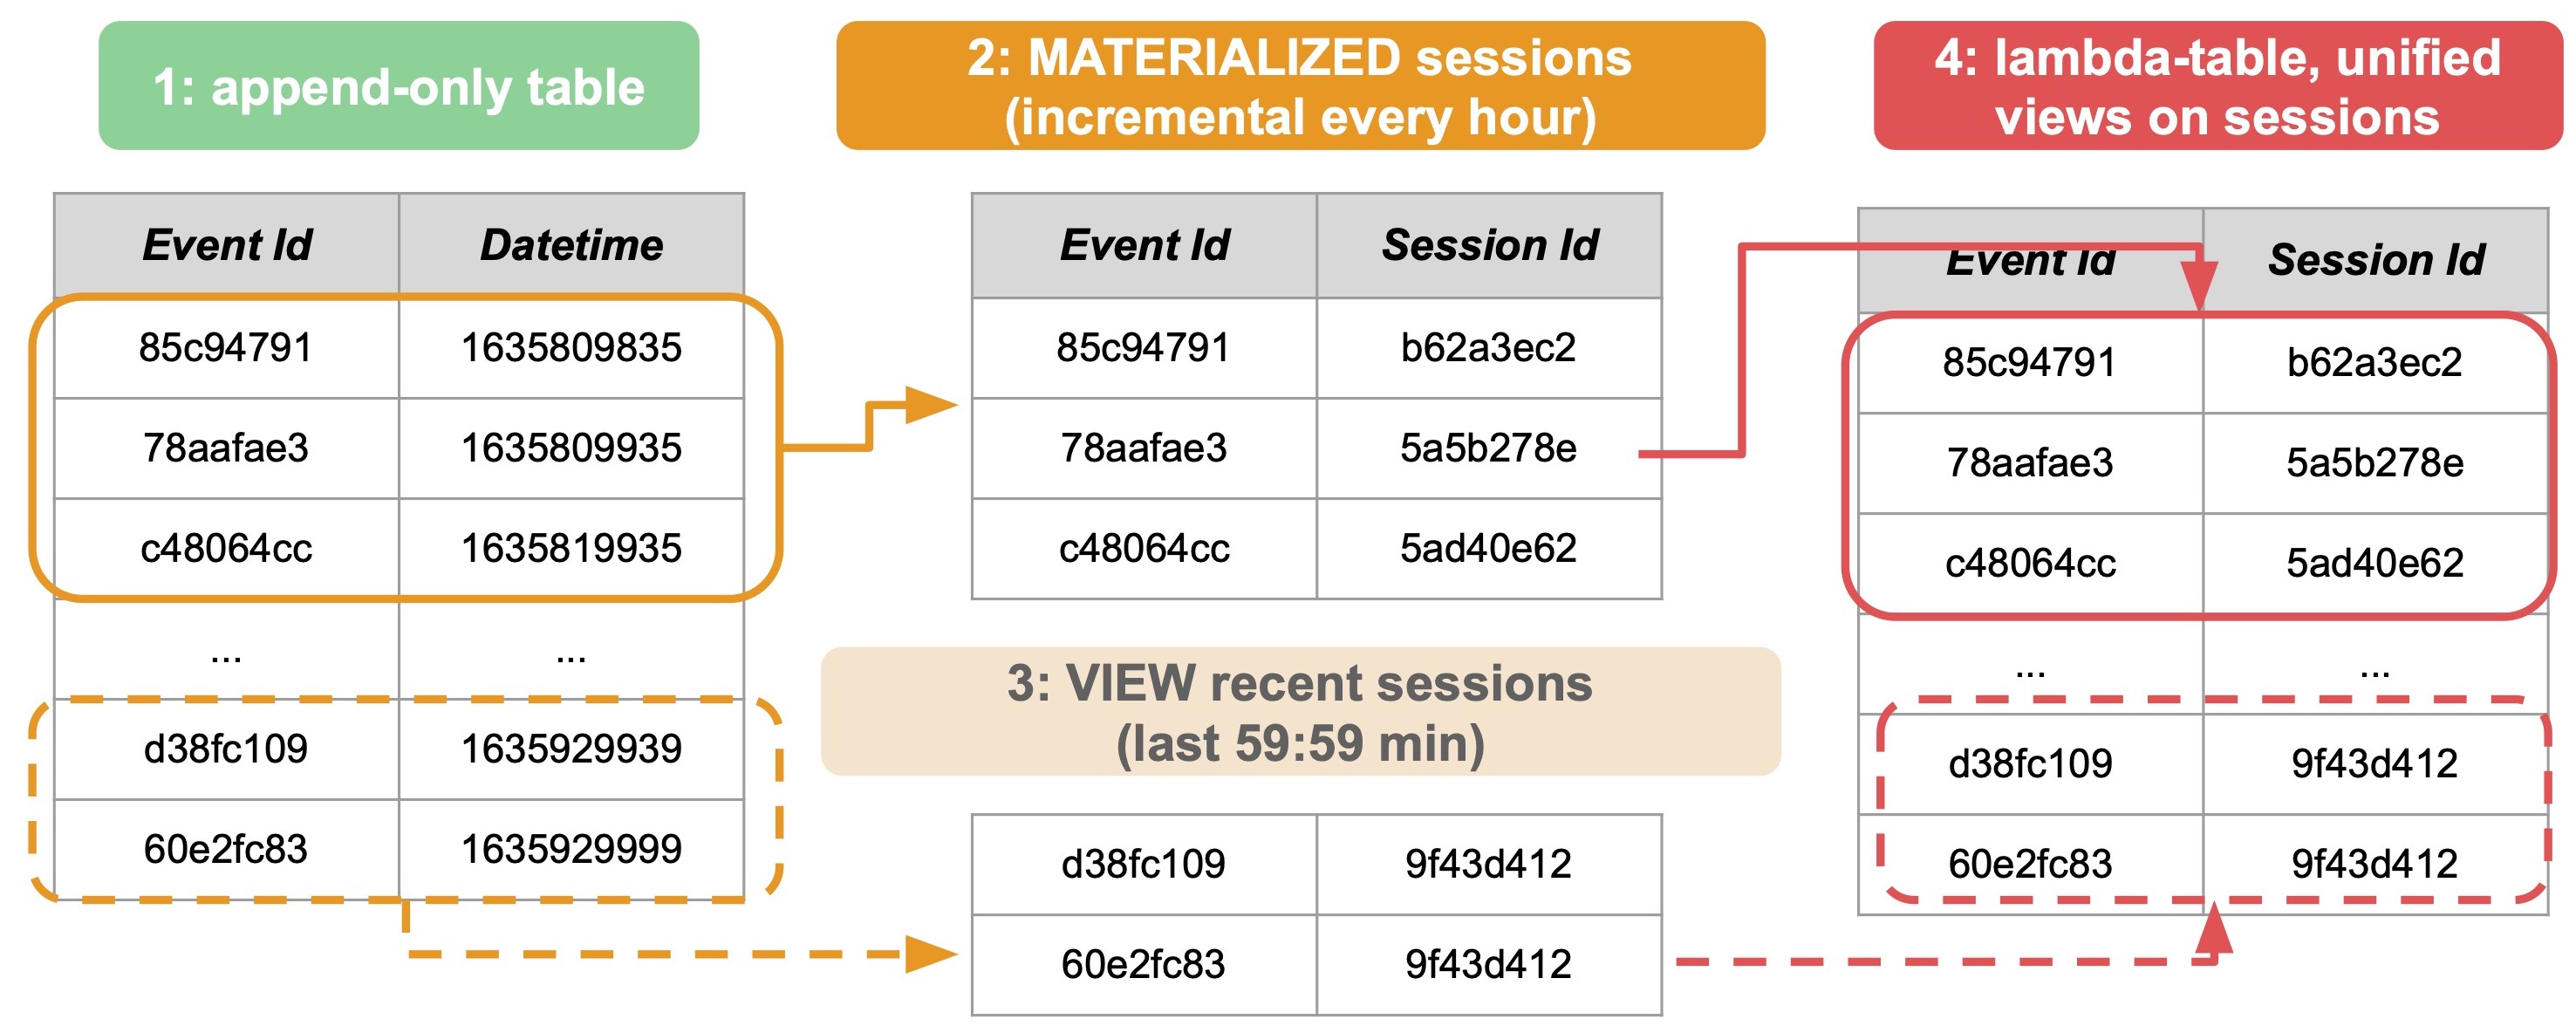 1: append-only table
Event Id Datetime
85c94791 1635809835
78aafae3 1635809935
c48064cc 1635819935
... ...
d38fc109 1635929939
60e2fc83 1635929999
2: MATERIALIZED sessions
(incremental every hour)
Event Id Session Id
85c94791 b62a3ec2
78aafae3 5a5b278e
c48064cc 5ad40e62
3: VIEW recent sessions
(last 59:59 min)
d38fc109 9f43d412
60e2fc83 9f43d412
4: lambda-table, unified
views on sessions
Event Id Session Id
85c94791 b62a3ec2
78aafae3 5a5b278e
c48064cc 5ad40e62
... ...
d38fc109 9f43d412
60e2fc83 9f43d412